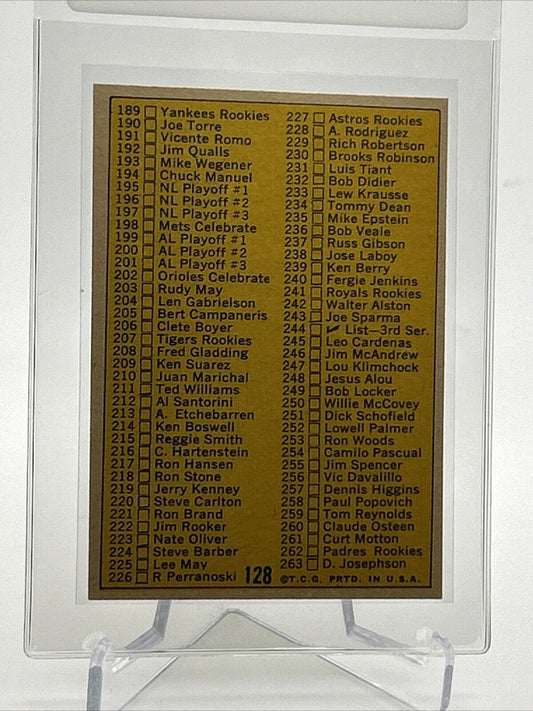 189 Yankees Rookies
190 Joe Torre
191 Vicente Romo
192 Jim Qualls
193 Mike Wegener
194 Chuck Manuel
195 NL Playoff #1
196 NL Playoff #2
197 NL Playoff #3
198 Mets Celebrate
199 AL Playoff #1
200 AL Playoff #2
201 AL Playoff #3
202 Orioles Celebrate
203 Rudy May
204 Len Gabrielson
205 Bert Campaneris
206 Clete Boyer
207 Tigers Rookies
208 Fred Gladding
209 Ken Suarez
210 Juan Marichal
211 Ted Williams
212 Al Santorini
213 A. Etchebarren
214 Ken Boswell
215 Reggie Smith
216 C. Hartenstein
217 Ron Hansen
218 Ron Stone
219 Jerry Kenney
220 Steve Carlton
221 Ron Brand
222 Jim Rooker
223 Nate Oliver
224 Steve Barber
225 Lee May
226 R Perranoski
227 Astros Rookies
228 A. Rodriguez
229 Rich Robertson
230 Brooks Robinson
231 Luis Tiant
232 Bob Didier
233 Lew Krausse
234 Tommy Dean
235 Mike Epstein
236 Bob Veale
237 Russ Gibson
238 Jose Laboy
239 Ken Berry
240 Fergie Jenkins
241 Royals Rookies
242 Walter Alston
243 Joe Sparma
244 List—3rd Ser.
245 Leo Cardenas
246 Jim McAndrew
247 Lou Klimchock
248 Jesus Alou
249 Bob Locker
250 Willie McCovey
251 Dick Schofield
252 Lowell Palmer
253 Ron Woods
254 Camilo Pascual
255 Jim Spencer
256 Vic Davalillo
257 Dennis Higgins
258 Paul Popovich
259 Tom Reynolds
260 Claude Osteen
261 Curt Motton
262 Padres Rookies
263 D. Josephson
128 ©T.C.G. PRTD. IN U.S.A.